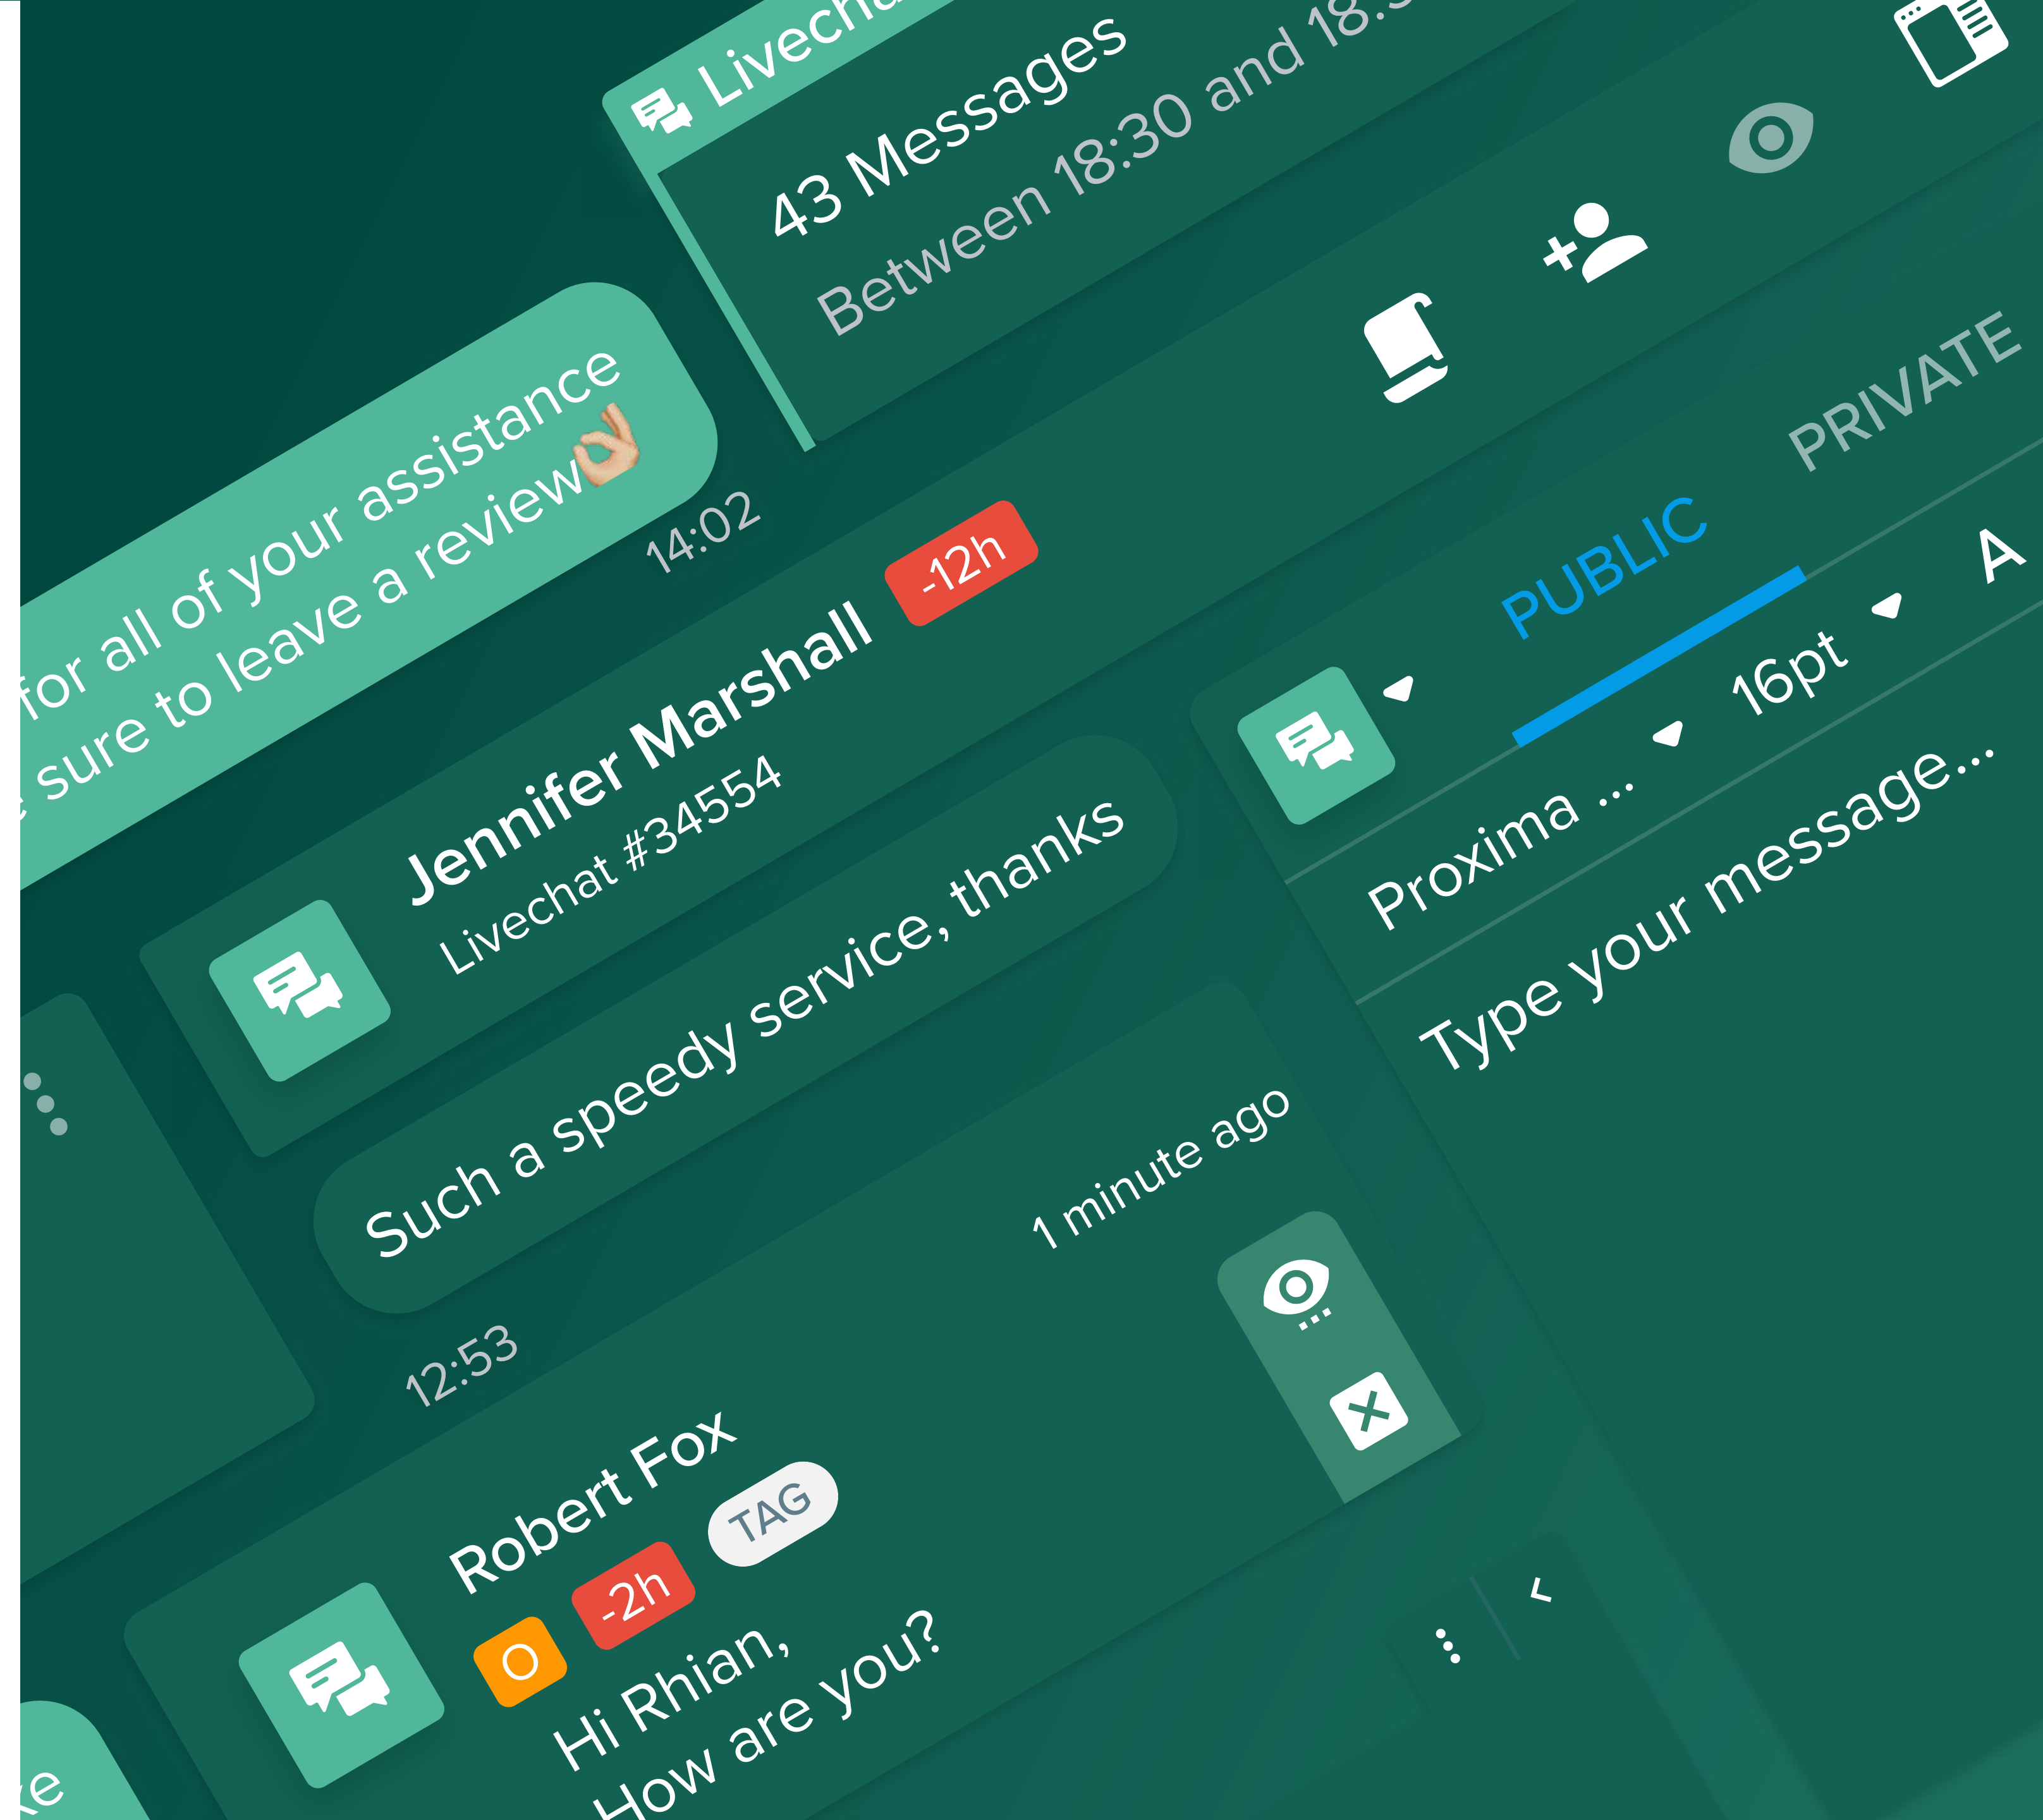 43 Messages
Between 18:30 and
for all of your assistance
sure to leave a review👌🏼
14:02
Jennifer Marshall
-12h
Livechat #34554
Such a speedy service, thanks
12:53
PUBLIC
PRIVATE
Proxima ...
16pt
A
Type your message....
1 minute ago
Robert Fox
O
-2h
TAG
Hi Rhian,
How are you?